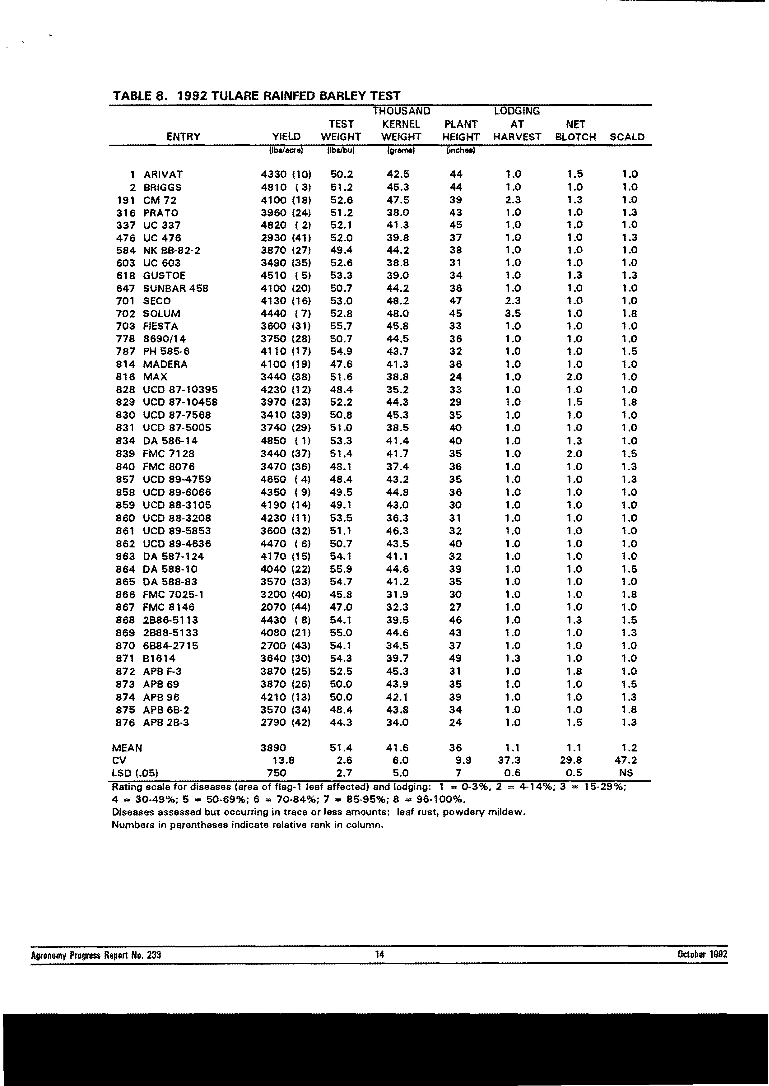 TABLE 8. 1992 TULARE RAINFED BARLEY TEST
THOUSAND LODGING
TEST KERNEL PLANT AT NET
ENTRY YIELD WEIGHT WEIGHT HEIGHT HARVEST BLOTCH SCALD
(lbs/acre) (lbs/bu) (grams) (inches)
1 ARIVAT 4330 (10) 50.2 42.5 44 1.0 1.5 1.0
2 BRIGGS 4810 ( 3) 51.2 45.3 44 1.0 1.0 1.0
191 CM 72 4100 (18) 52.6 47.5 39 2.3 1.3 1.0
316 PRATO 3960 (24) 51.2 38.0 43 1.0 1.0 1.3
337 UC 337 4820 ( 2) 52.1 41.3 45 1.0 1.0 1.0
476 UC 476 2930 (41) 52.0 39.8 37 1.0 1.0 1.3
584 NK BB-82-2 3870 (27) 49.4 44.2 38 1.0 1.0 1.0
603 UC 603 3490 (35) 52.6 38.8 31 1.0 1.0 1.0
618 GUSTOE 4510 ( 5) 53.3 39.0 34 1.0 1.3 1.3
647 SUNBAR 458 4100 (20) 50.7 44.2 36 1.0 1.0 1.0
701 SECO 4130 (16) 53.0 48.2 47 2.3 1.0 1.0
702 SOLUM 4440 ( 7) 52.8 48.0 45 3.5 1.0 1.8
703 FIESTA 3600 (31) 55.7 45.8 33 1.0 1.0 1.0
778 8690/14 3750 (28) 50.7 44.5 36 1.0 1.0 1.0
787 PH 585-6 4110 (17) 54.9 43.7 32 1.0 1.0 1.5
814 MADERA 4100 (19) 47.6 41.3 36 1.0 1.0 1.0
816 MAX 3440 (38) 51.6 38.8 24 1.0 2.0 1.0
828 UCD 87-10395 4230 (12) 48.4 35.2 33 1.0 1.0 1.0
829 UCD 87-10458 3970 (23) 52.2 44.3 29 1.0 1.5 1.8
830 UCD 87-7568 3410 (39) 50.8 45.3 35 1.0 1.0 1.0
831 UCD 87-5005 3740 (29) 51.0 38.5 40 1.0 1.0 1.0
834 DA 586-14 4850 ( 1) 53.3 41.4 40 1.0 1.3 1.0
839 FMC 7128 3440 (37) 51.4 41.7 35 1.0 2.0 1.5
840 FMC 8076 3470 (36) 48.1 37.4 36 1.0 1.0 1.3
857 UCD 89-4759 4650 ( 4) 48.4 43.2 35 1.0 1.0 1.3
858 UCD 89-6066 4350 ( 9) 49.5 44.8 36 1.0 1.0 1.0
859 UCD 88-3105 4190 (14) 49.1 43.0 30 1.0 1.0 1.0
860 UCD 88-3208 4230 (11) 53.5 36.3 31 1.0 1.0 1.0
861 UCD 89-5853 3600 (32) 51.1 46.3 32 1.0 1.0 1.0
862 UCD 89-4636 4470 ( 6) 50.7 43.5 40 1.0 1.0 1.0
863 DA 587-124 4170 (15) 54.1 41.1 32 1.0 1.0 1.0
864 DA 588-10 4040 (22) 55.9 44.6 39 1.0 1.0 1.5
865 DA 588-83 3570 (33) 54.7 41.2 35 1.0 1.0 1.0
866 FMC 7025-1 3200 (40) 45.8 31.9 30 1.0 1.0 1.8
867 FMC 8146 2070 (44) 47.0 32.3 27 1.0 1.0 1.0
868 2B86-5113 4430 ( 8) 54.1 39.5 46 1.0 1.3 1.5
869 2B88-5133 4080 (21) 55.0 44.6 43 1.0 1.0 1.3
870 6B84-2715 2700 (43) 54.1 34.5 37 1.0 1.0 1.0
871 B1614 3640 (30) 54.3 39.7 49 1.3 1.0 1.0
872 APB F-3 3870 (25) 52.5 45.3 31 1.0 1.8 1.0
873 APB 69 3870 (26) 50.0 43.9 35 1.0 1.0 1.5
874 APB 96 4210 (13) 50.0 42.1 39 1.0 1.0 1.3
875 APB 6B-2 3570 (34) 48.4 43.8 34 1.0 1.0 1.8
876 APB 2B-3 2790 (42) 44.3 34.0 24 1.0 1.5 1.3
MEAN 3890 51.4 41.6 36 1.1 1.1 1.2
CV 13.8 2.6 6.0 9.9 37.3 29.8 47.2
LSD (.05) 750 2.7 5.0 7 0.6 0.5 NS
Rating scale for diseases (area of flag-1 leaf affected) and lodging: 1 = 0-3%, 2 = 4-14%; 3 = 15-29%;
4 = 30-49%; 5 = 50-69%; 6 = 70-84%; 7 = 85-95%; 8 = 96-100%.
Diseases assessed but occurring in trace or less amounts: leaf rust, powdery mildew.
Numbers in parentheses indicate relative rank in column.
Agronomy Progress Report No. 233 14 October 1992